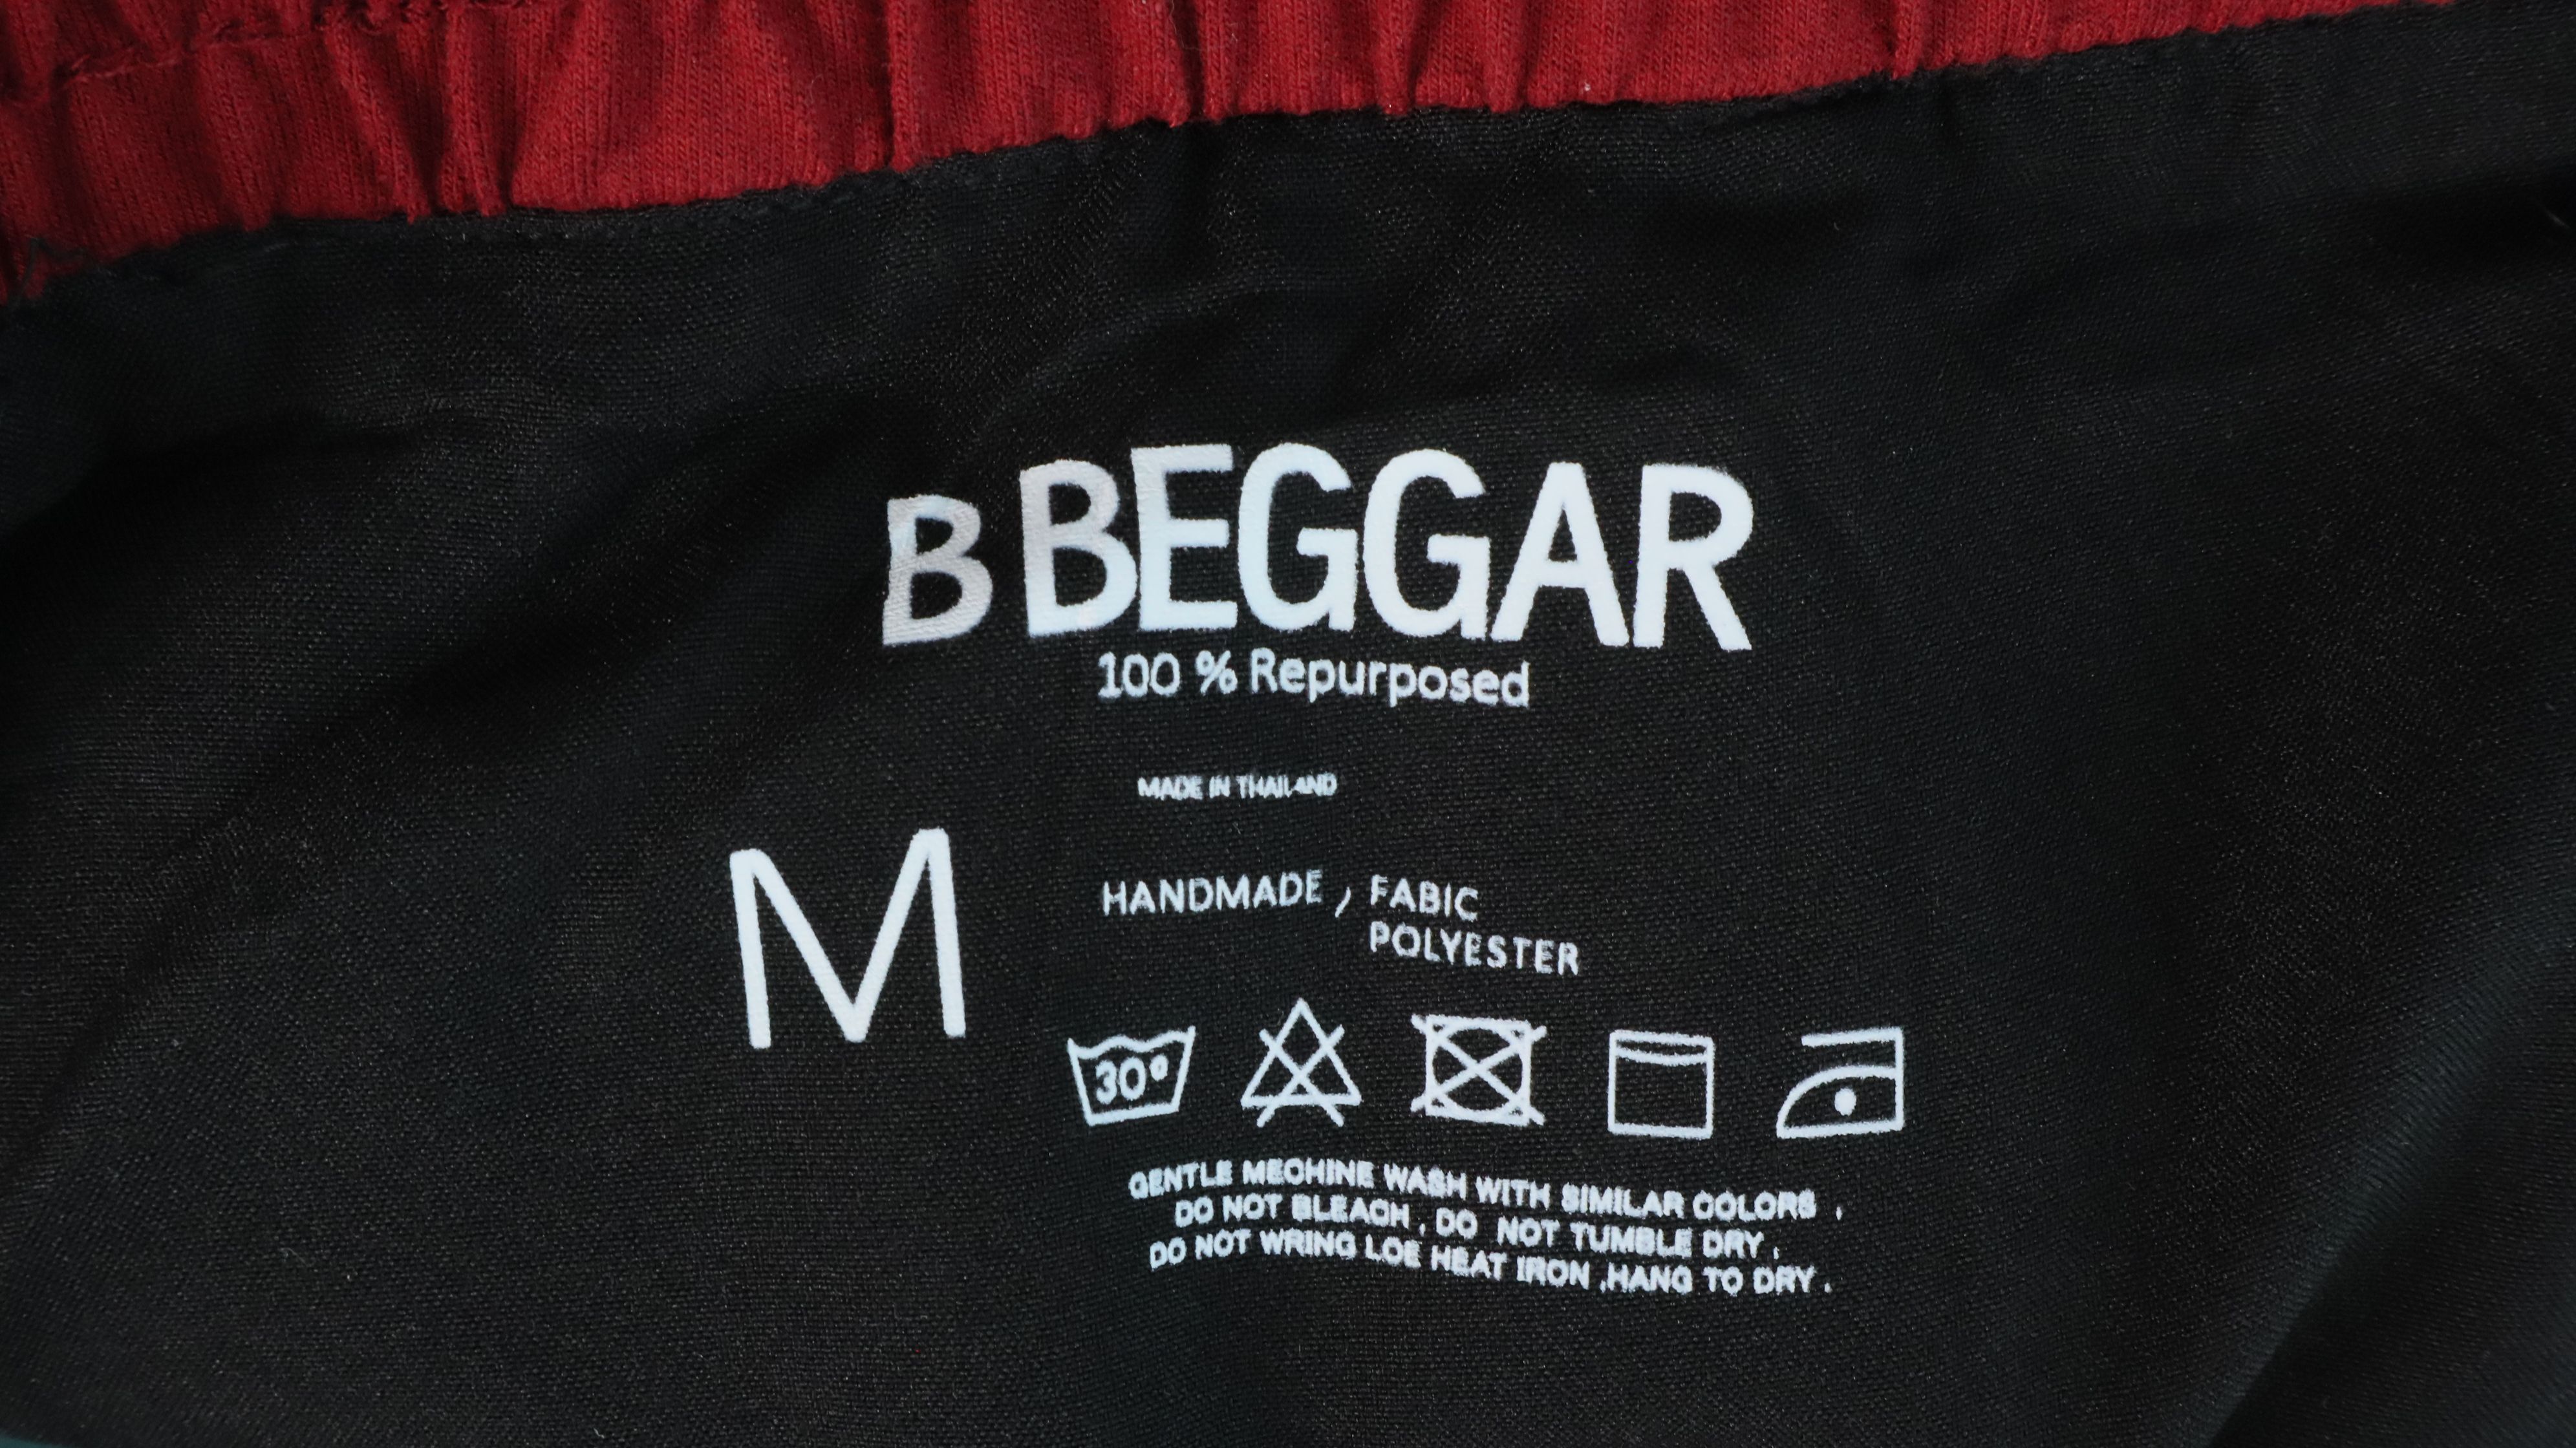 B BEGGAR
100 % Repurposed
MADE IN THAILAND
M
HANDMADE , FABIC
POLYESTER
30°
GENTLE MECHINE WASH WITH SIMILAR COLORS ,
DO NOT BLEACH , DO NOT TUMBLE DRY ,
DO NOT WRING LOE HEAT IRON ,HANG TO DRY .